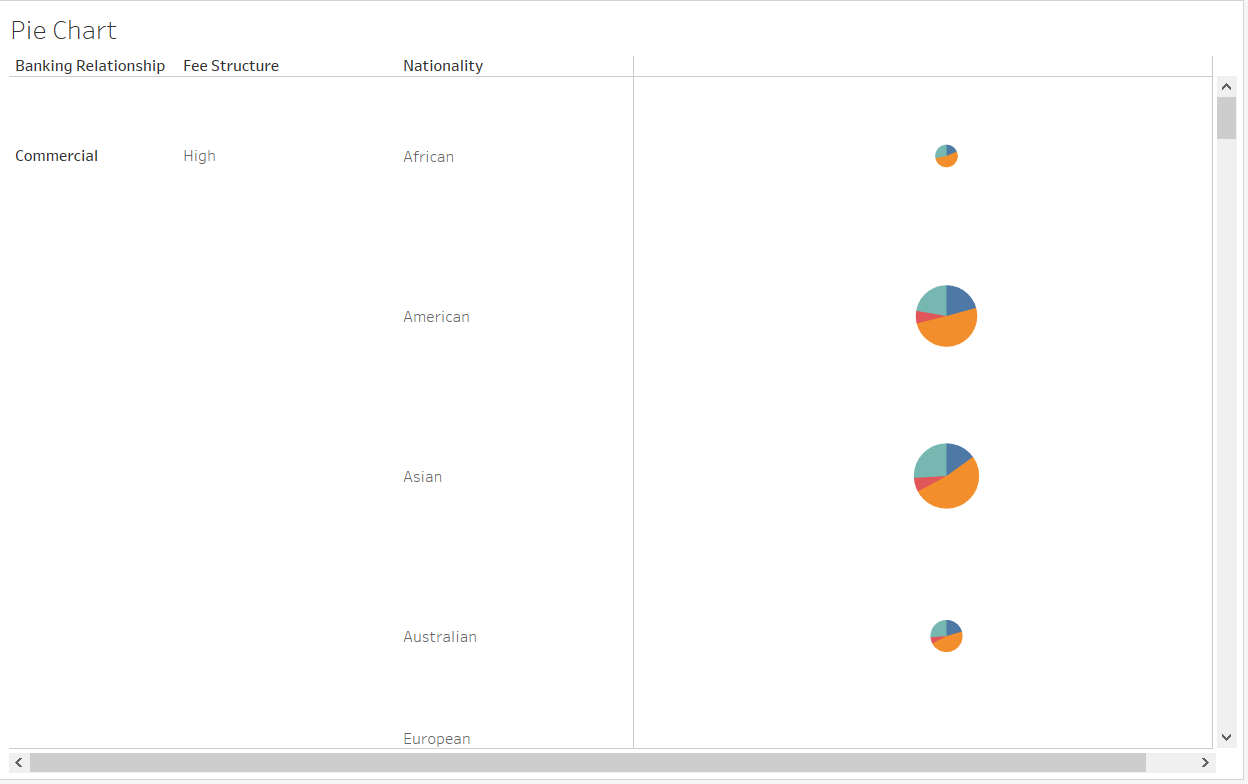 Pie Chart
Banking Relationship Fee Structure Nationality
Commercial High African
American
Asian
Australian
European